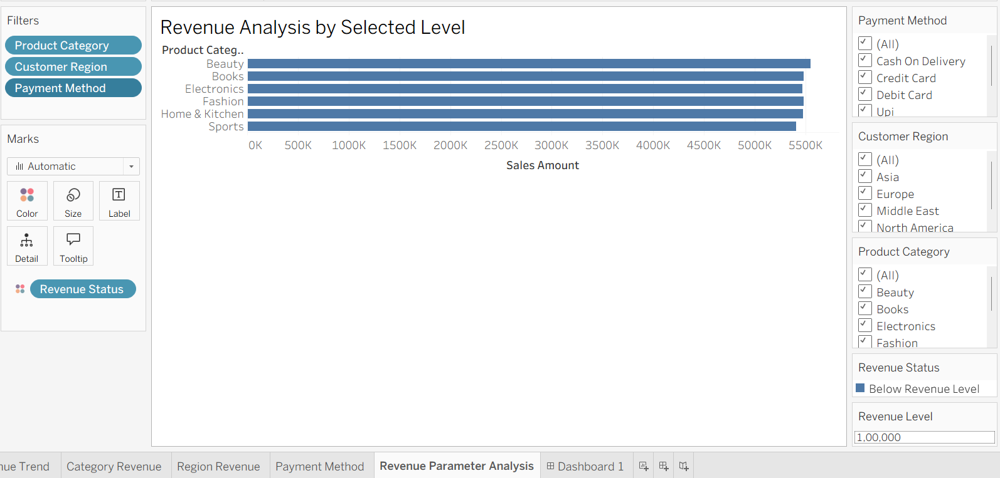 Filters
Product Category
Customer Region
Payment Method
Marks
Automatic
Color
Size
Label
Detail
Tooltip
Revenue Status
Revenue Analysis by Selected Level
Product Categ..
Beauty
Books
Electronics
Fashion
Home & Kitchen
Sports
0K 500K 1000K 1500K 2000K 2500K 3000K 3500K 4000K 4500K 5000K 5500K
Sales Amount
Payment Method
(All)
Cash On Delivery
Credit Card
Debit Card
Upi
Customer Region
(All)
Asia
Europe
Middle East
North America
Product Category
(All)
Beauty
Books
Electronics
Fashion
Revenue Status
Below Revenue Level
Revenue Level
1,00,000
nue Trend Category Revenue Region Revenue Payment Method Revenue Parameter Analysis Dashboard 1